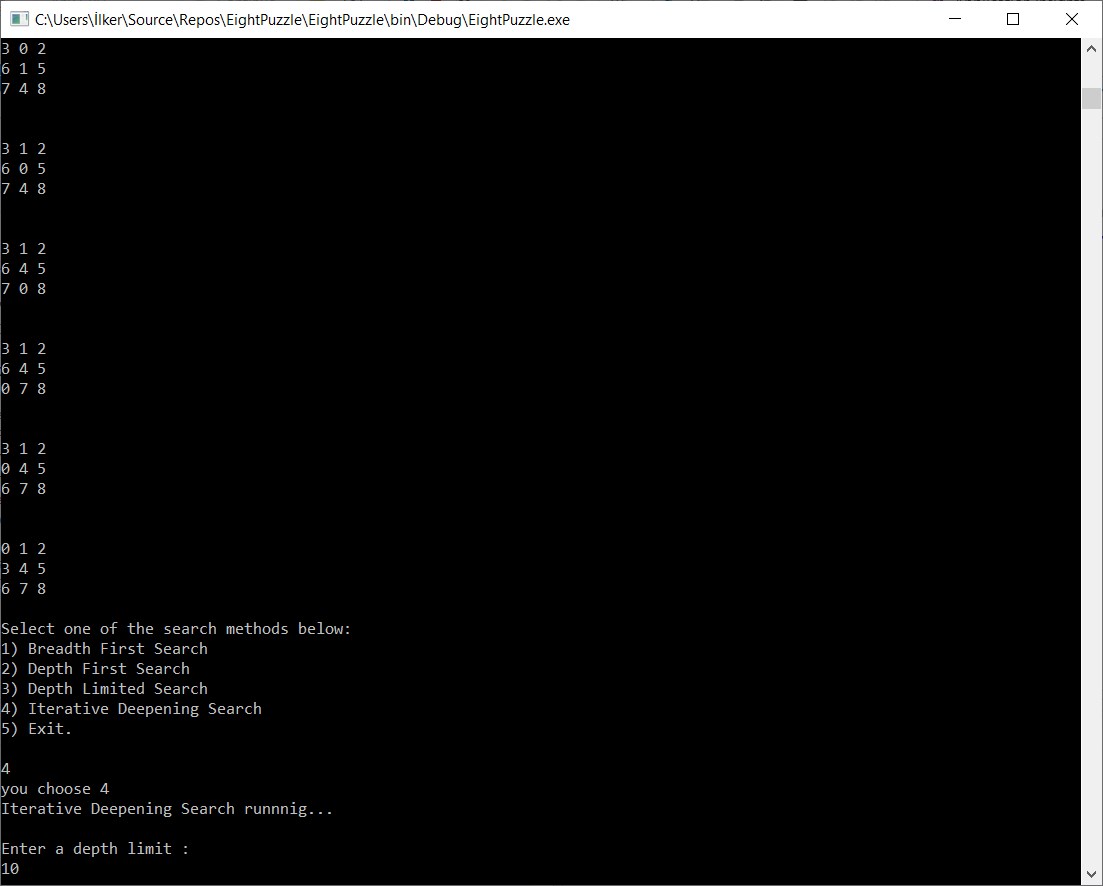 C:\Users\İlker\Source\Repos\EightPuzzle\EightPuzzle\bin\Debug\EightPuzzle.exe
3 0 2
6 1 5
7 4 8
3 1 2
6 0 5
7 4 8
3 1 2
6 4 5
7 0 8
3 1 2
6 4 5
0 7 8
3 1 2
0 4 5
6 7 8
0 1 2
3 4 5
6 7 8
Select one of the search methods below:
1) Breadth First Search
2) Depth First Search
3) Depth Limited Search
4) Iterative Deepening Search
5) Exit.
4
you choose 4
Iterative Deepening Search runnnig...
Enter a depth limit :
10